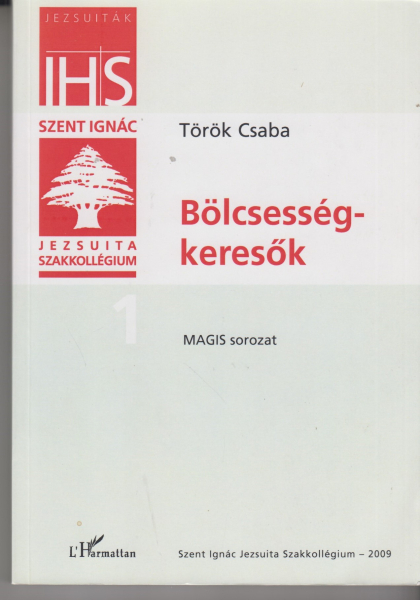 JEZSUITÁK
IHS
SZENT IGNÁC
JEZSUITA
SZAKKOLLÉGIUM
Török Csaba
Bölcsesség-
keresők
1
MAGIS sorozat
L'Harmattan
Szent Ignác Jezsuita Szakkollégium – 2009